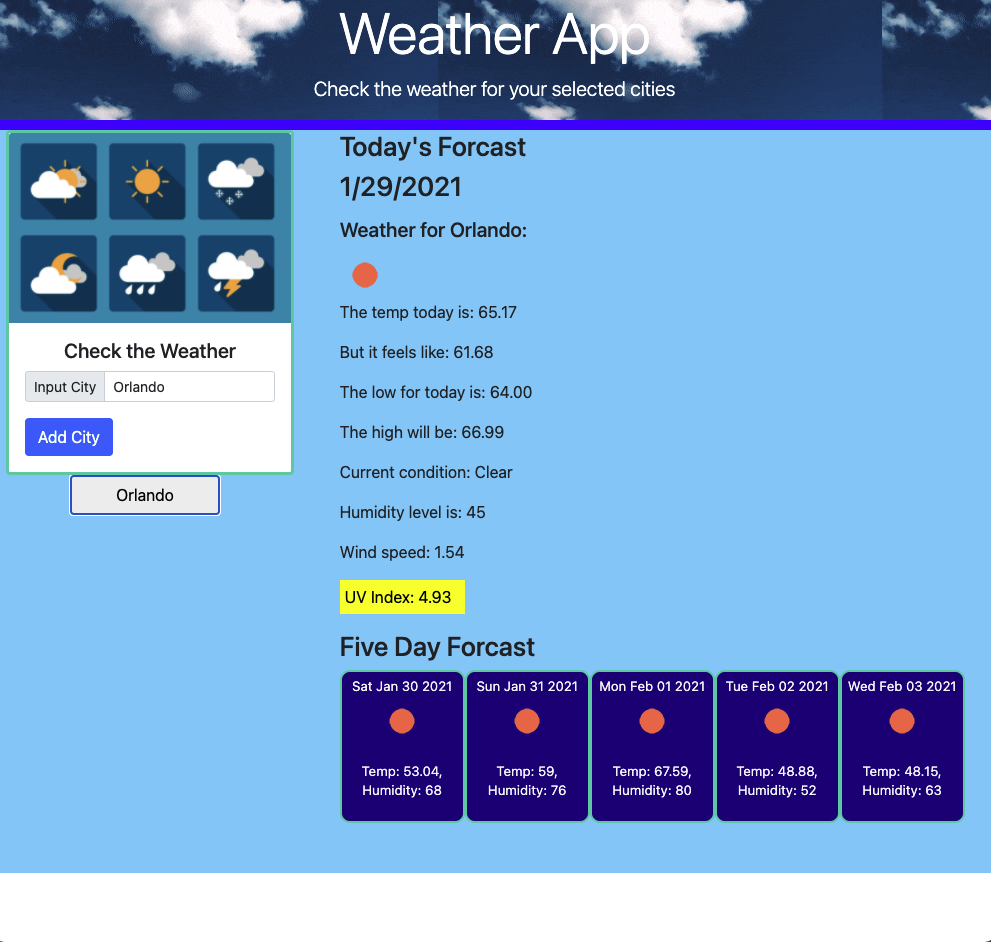 Weather App
Check the weather for your selected cities
Check the Weather
Input City Orlando
Add City
Orlando
Today's Forcast
1/29/2021
Weather for Orlando:
The temp today is: 65.17
But it feels like: 61.68
The low for today is: 64.00
The high will be: 66.99
Current condition: Clear
Humidity level is: 45
Wind speed: 1.54
UV Index: 4.93
Five Day Forcast
Sat Jan 30 2021
Temp: 53.04,
Humidity: 68
Sun Jan 31 2021
Temp: 59,
Humidity: 76
Mon Feb 01 2021
Temp: 67.59,
Humidity: 80
Tue Feb 02 2021
Temp: 48.88,
Humidity: 52
Wed Feb 03 2021
Temp: 48.15,
Humidity: 63